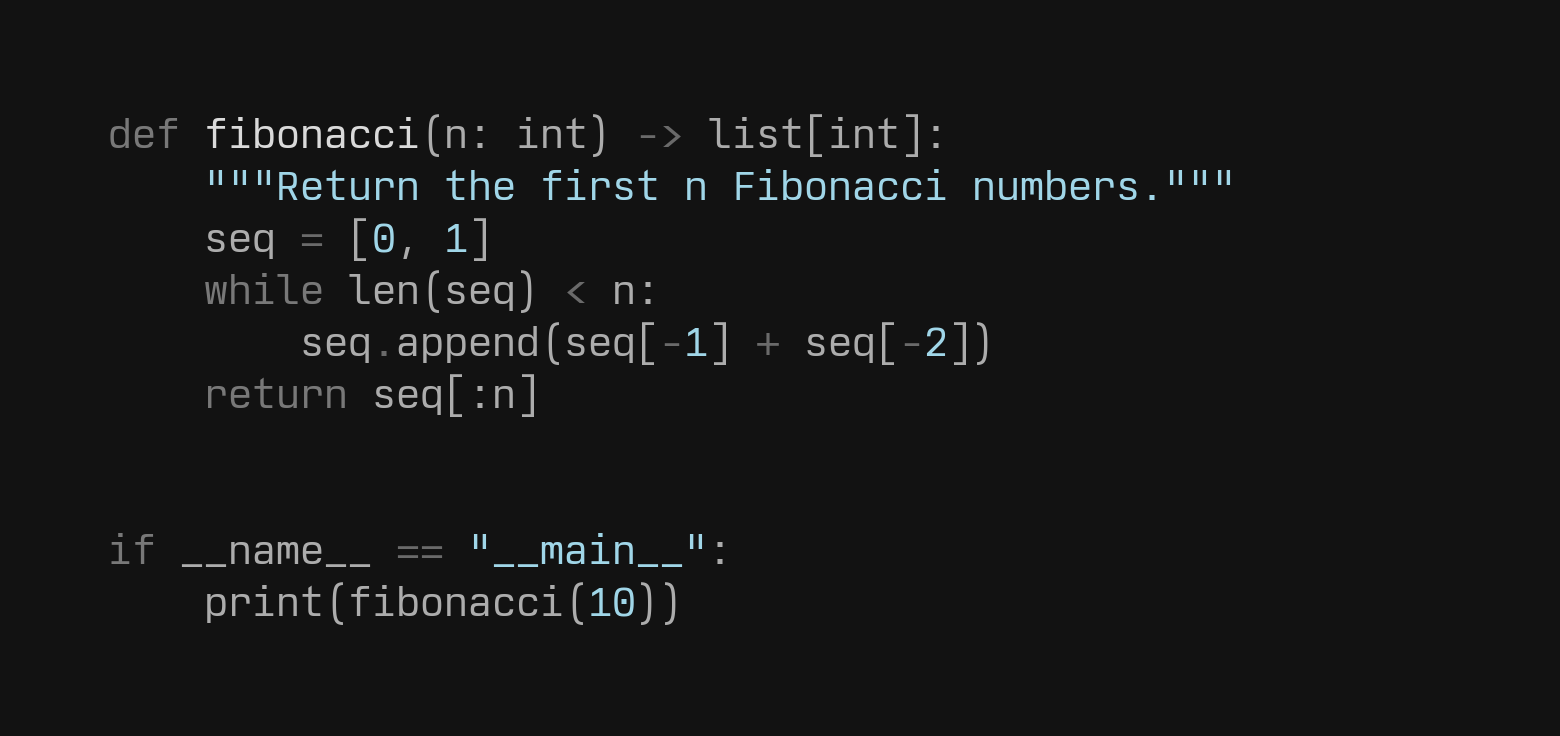 def fibonacci(n: int) -> list[int]:
    """Return the first n Fibonacci numbers."""
    seq = [0, 1]
    while len(seq) < n:
        seq.append(seq[-1] + seq[-2])
    return seq[:n]


if __name__ == "__main__":
    print(fibonacci(10))